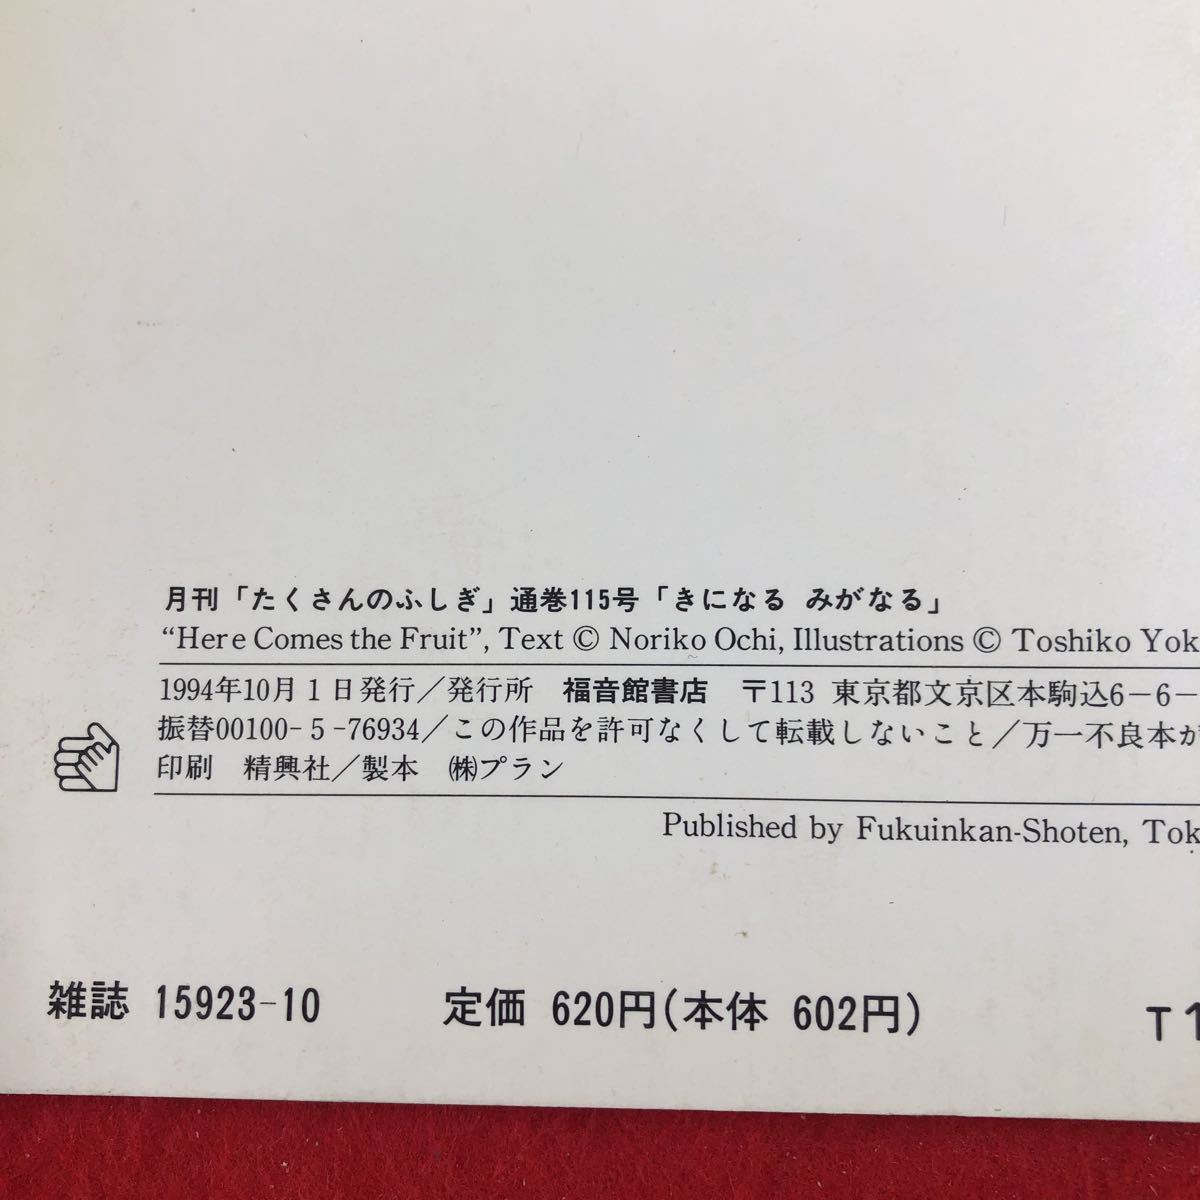 月刊「たくさんのふしぎ」通巻115号「きになる みがなる」
“Here Comes the Fruit”, Text © Noriko Ochi, Illustrations © Toshiko Yok
1994年10月1日発行／発行所　福音館書店　〒113 東京都文京区本駒込6－6－
振替00100-5-76934／この作品を許可なくして転載しないこと／万一不良本が
印刷　精興社／製本　㈱プラン
Published by Fukuinkan-Shoten, Tok
雑誌 15923-10　定価 620円(本体 602円)　T1